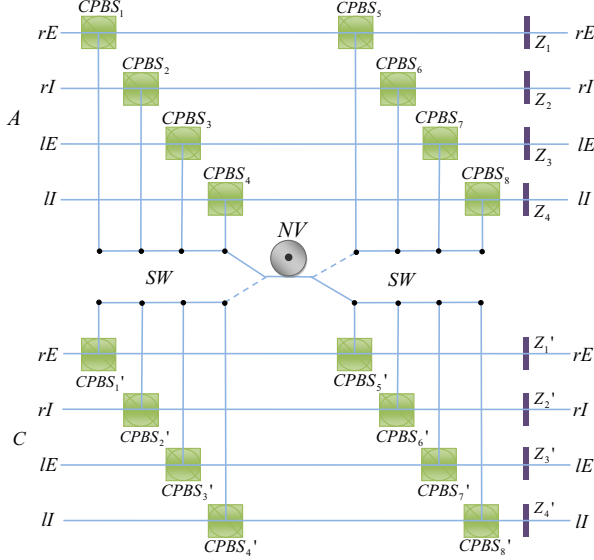 CPBS₁ CPBS₅
rE Z₁ rE
CPBS₂ CPBS₆
rI Z₂ rI
A
CPBS₃ CPBS₇
lE Z₃ lE
CPBS₄ CPBS₈
lI Z₄ lI
NV
SW SW
rE Z₁' rE
CPBS₁' CPBS₅'
rI Z₂' rI
CPBS₂' CPBS₆'
C
lE Z₃' lE
CPBS₃' CPBS₇'
lI Z₄' lI
CPBS₄' CPBS₈'